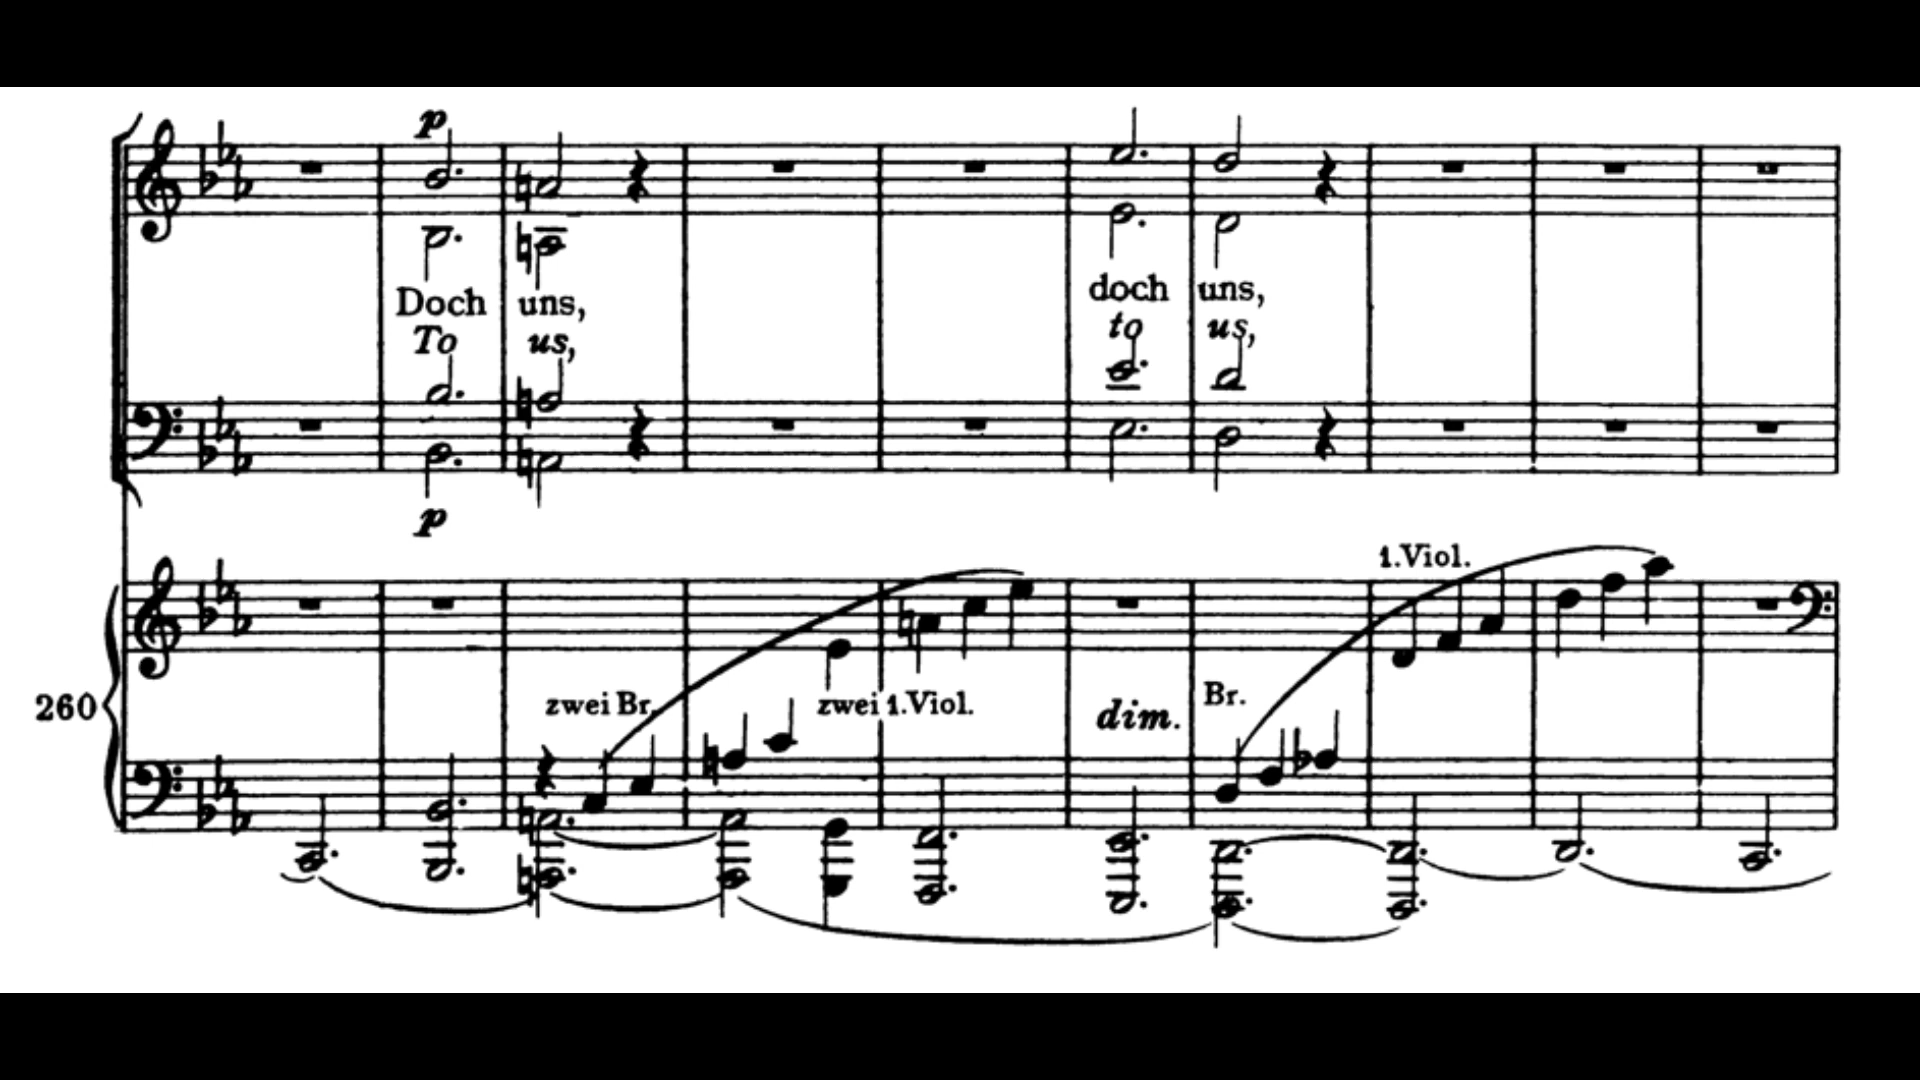 p
Doch uns, doch uns,
To us, to us,
p
1.Viol.
260 zwei Br. zwei 1.Viol. dim. Br.